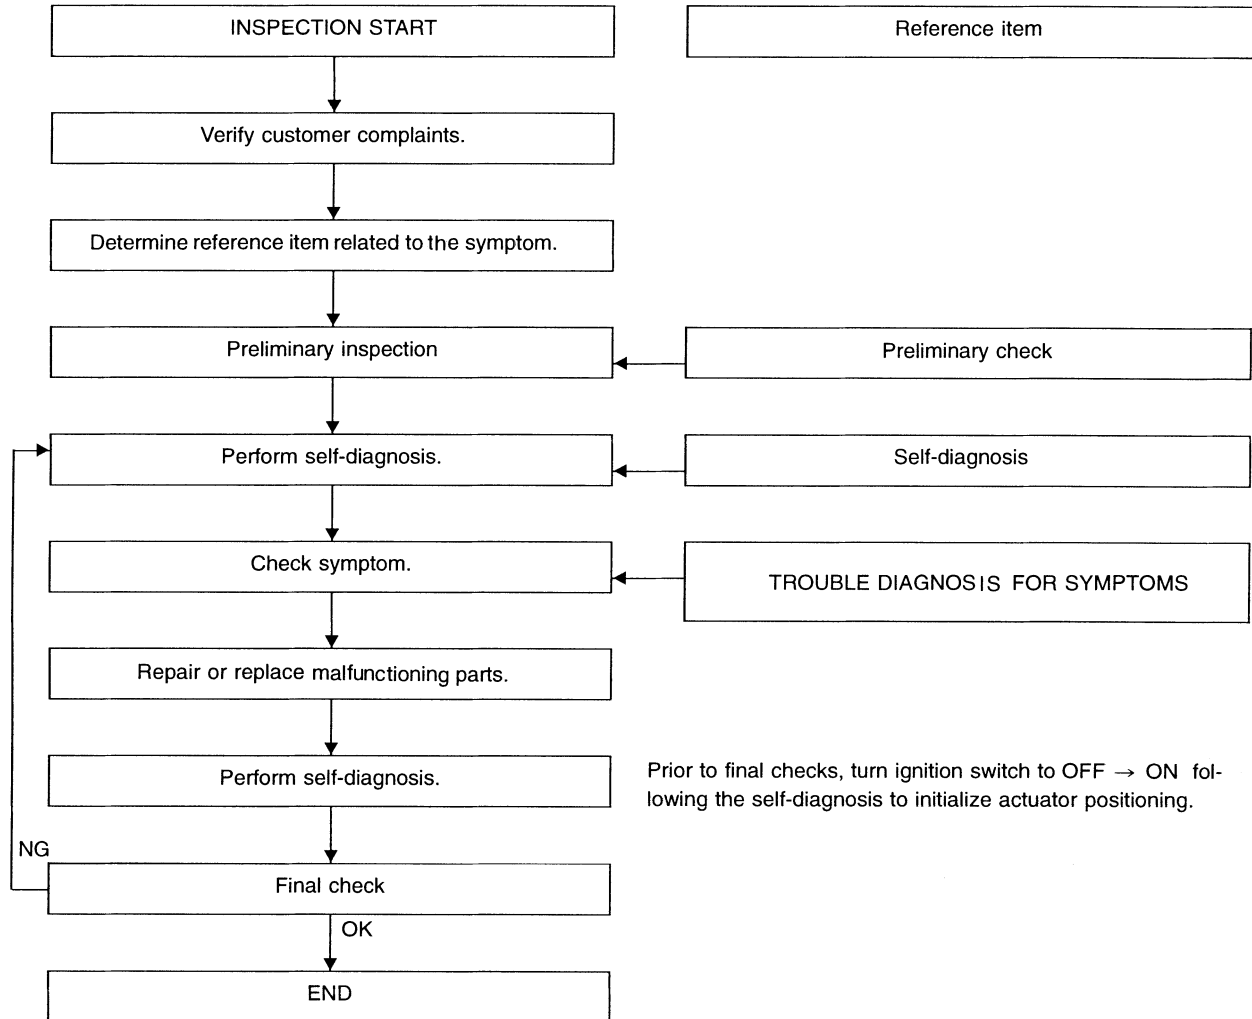 INSPECTION START
Reference item
Verify customer complaints.
Determine reference item related to the symptom.
Preliminary inspection
Preliminary check
Perform self-diagnosis.
Self-diagnosis
Check symptom.
TROUBLE DIAGNOSIS FOR SYMPTOMS
Repair or replace malfunctioning parts.
Perform self-diagnosis.
Prior to final checks, turn ignition switch to OFF → ON fol-
lowing the self-diagnosis to initialize actuator positioning.
NG
Final check
OK
END